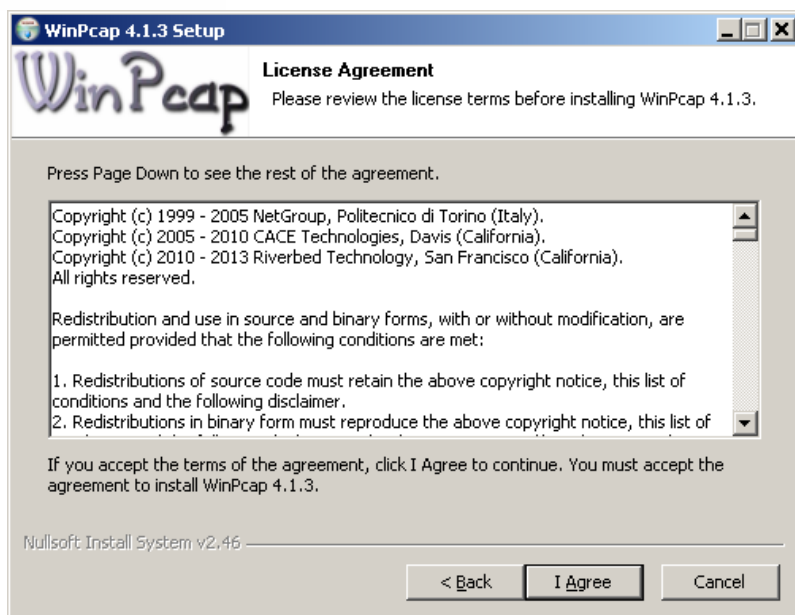 WinPcap 4.1.3 Setup
WinPcap
License Agreement
Please review the license terms before installing WinPcap 4.1.3.
Press Page Down to see the rest of the agreement.
Copyright (c) 1999 - 2005 NetGroup, Politecnico di Torino (Italy).
Copyright (c) 2005 - 2010 CACE Technologies, Davis (California).
Copyright (c) 2010 - 2013 Riverbed Technology, San Francisco (California).
All rights reserved.
Redistribution and use in source and binary forms, with or without modification, are
permitted provided that the following conditions are met:
1. Redistributions of source code must retain the above copyright notice, this list of
conditions and the following disclaimer.
2. Redistributions in binary form must reproduce the above copyright notice, this list of
If you accept the terms of the agreement, click I Agree to continue. You must accept the
agreement to install WinPcap 4.1.3.
Nullsoft Install System v2.46
< Back
I Agree
Cancel